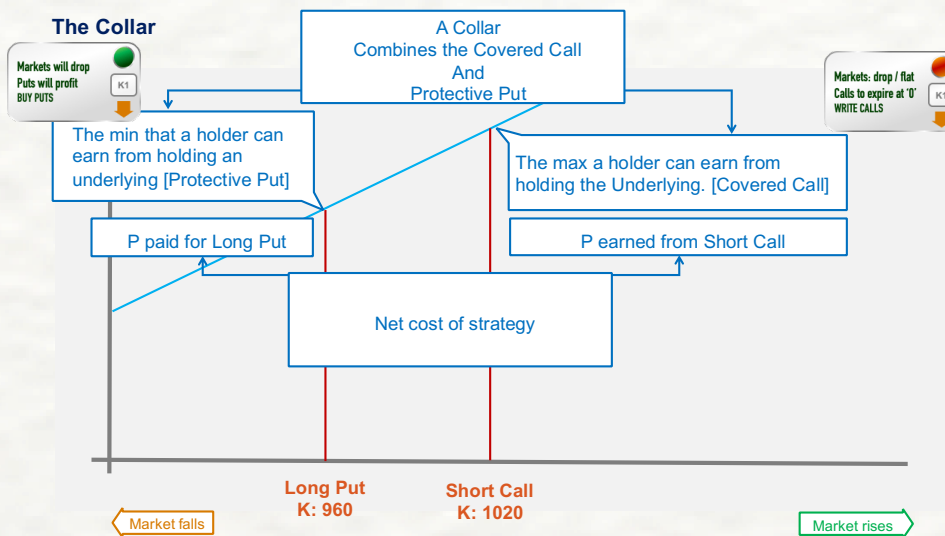 The Collar
A Collar
Combines the Covered Call
And
Protective Put
Markets will drop
Puts will profit
BUY PUTS
K1
Markets: drop / flat
Calls to expire at '0'
WRITE CALLS
K1
The min that a holder can
earn from holding an
underlying [Protective Put]
The max a holder can earn from
holding the Underlying. [Covered Call]
P paid for Long Put
P earned from Short Call
Net cost of strategy
Long Put
K: 960
Short Call
K: 1020
Market falls
Market rises